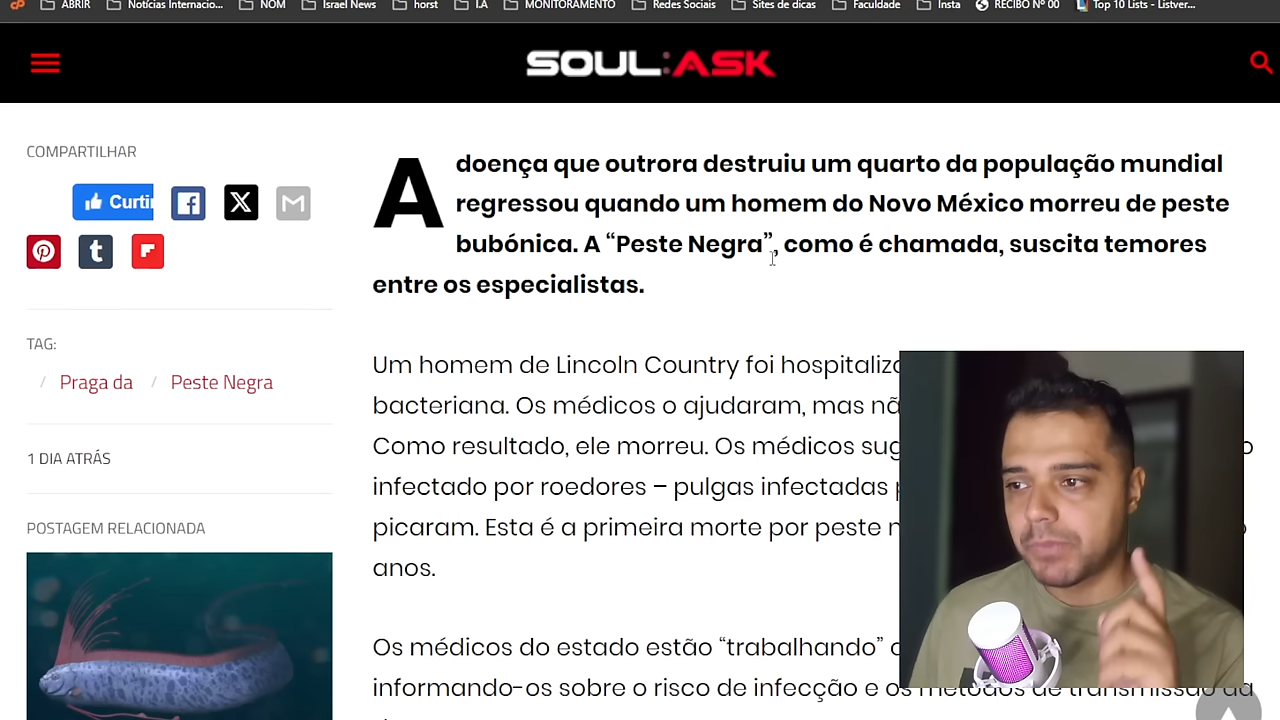 ABRIR
Notícias Internacio...
NOM
Israel News
horst
I.A
MONITORAMENTO
Redes Sociais
Sites de dicas
Faculdade
Insta
RECIBO Nº 00
Top 10 Lists - Listver...
SOUL:ASK
COMPARTILHAR
Curti
TAG:
/ Praga da / Peste Negra
1 DIA ATRÁS
POSTAGEM RELACIONADA
A doença que outrora destruiu um quarto da população mundial
regressou quando um homem do Novo México morreu de peste
bubónica. A “Peste Negra”, como é chamada, suscita temores
entre os especialistas.
Um homem de Lincoln Country foi
bacteriana. Os médicos o ajudaram, mas
Como resultado, ele morreu. Os médicos
infectado por roedores – pulgas infectadas
picaram. Esta é a primeira morte por peste
anos.
Os médicos do estado estão “trabalhando”
informando-os sobre o risco de infecção e os métodos de transmissão da